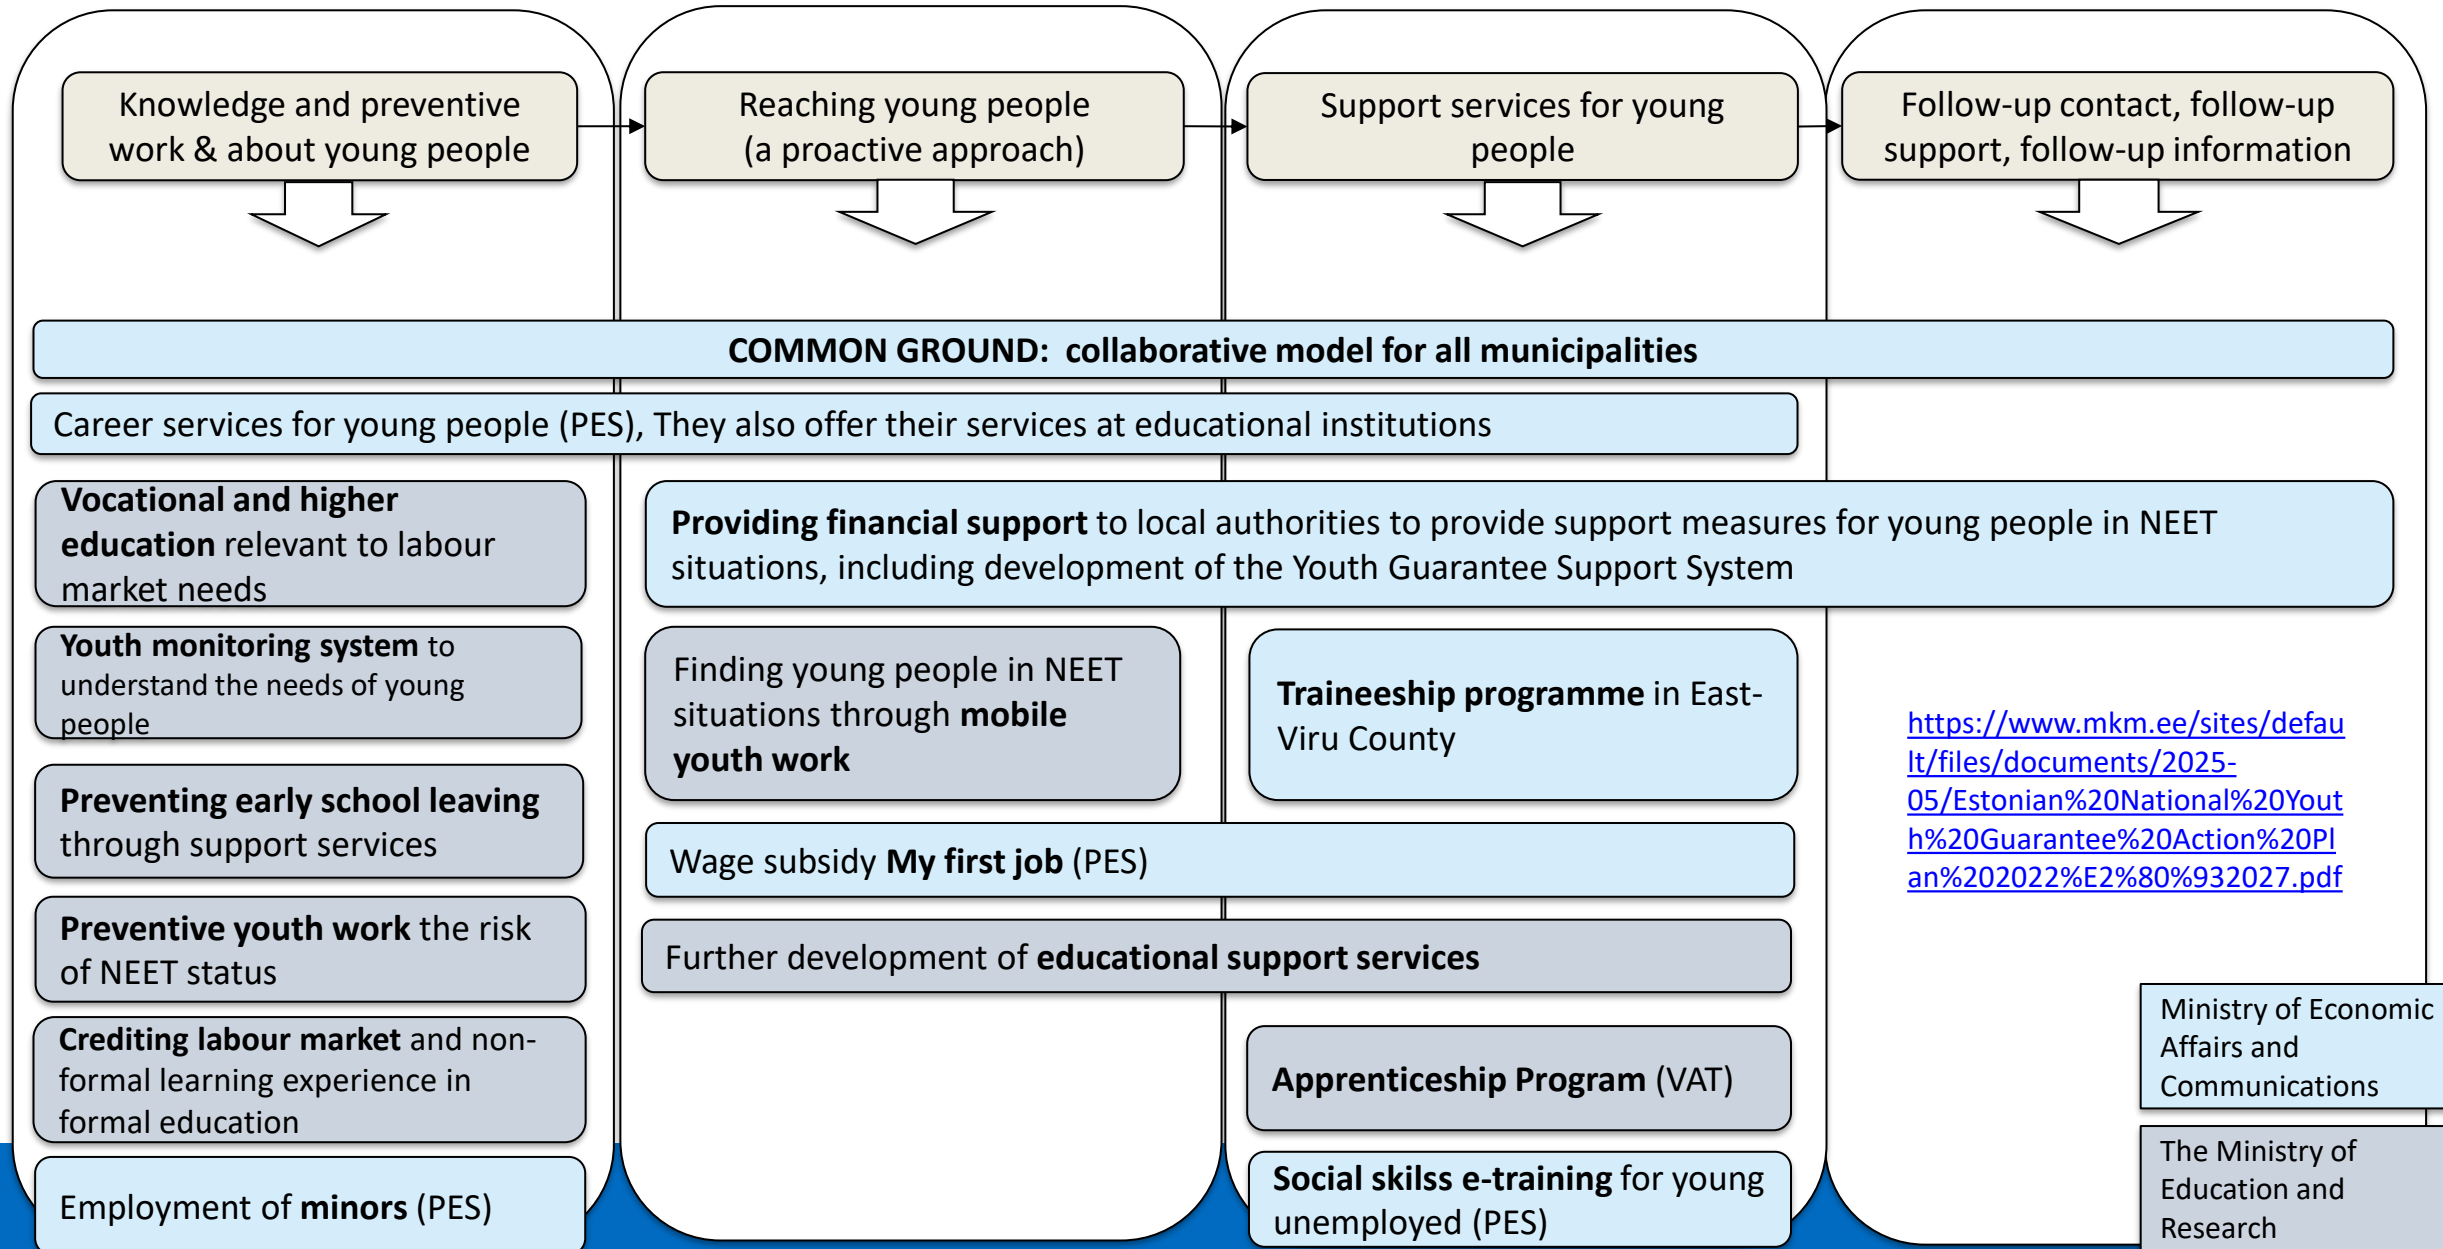 Knowledge and preventive
work & about young people
Reaching young people
(a proactive approach)
Support services for young
people
Follow-up contact, follow-up
support, follow-up information
COMMON GROUND: collaborative model for all municipalities
Career services for young people (PES), They also offer their services at educational institutions
Vocational and higher
education relevant to labour
market needs
Providing financial support to local authorities to provide support measures for young people in NEET
situations, including development of the Youth Guarantee Support System
Youth monitoring system to
understand the needs of young
people
Finding young people in NEET
situations through mobile
youth work
Traineeship programme in East-
Viru County
https://www.mkm.ee/sites/defau
lt/files/documents/2025-
05/Estonian%20National%20Yout
h%20Guarantee%20Action%20Pl
an%202022%E2%80%932027.pdf
Preventing early school leaving
through support services
Wage subsidy My first job (PES)
Preventive youth work the risk
of NEET status
Further development of educational support services
Crediting labour market and non-
formal learning experience in
formal education
Apprenticeship Program (VAT)
Ministry of Economic
Affairs and
Communications
Employment of minors (PES)
Social skilss e-training for young
unemployed (PES)
The Ministry of
Education and
Research